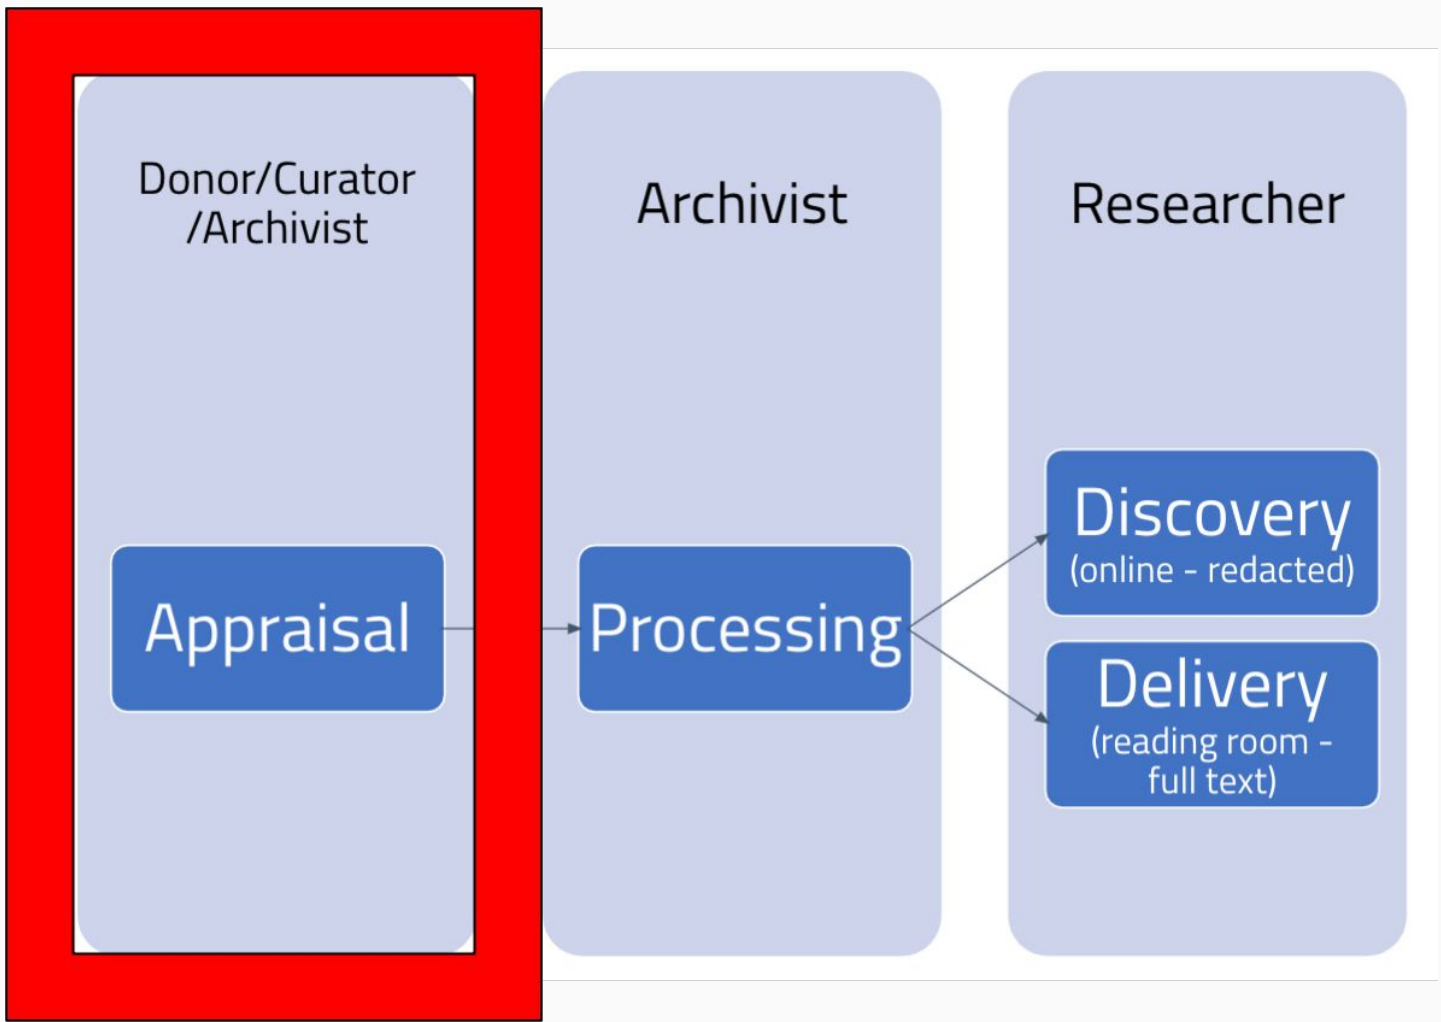 Donor/Curator
/Archivist
Appraisal
Archivist
Processing
Researcher
Discovery
(online - redacted)
Delivery
(reading room -
full text)